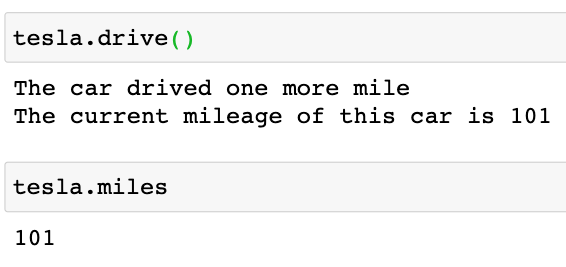 tesla.drive()
The car drived one more mile
The current mileage of this car is 101
tesla.miles
101